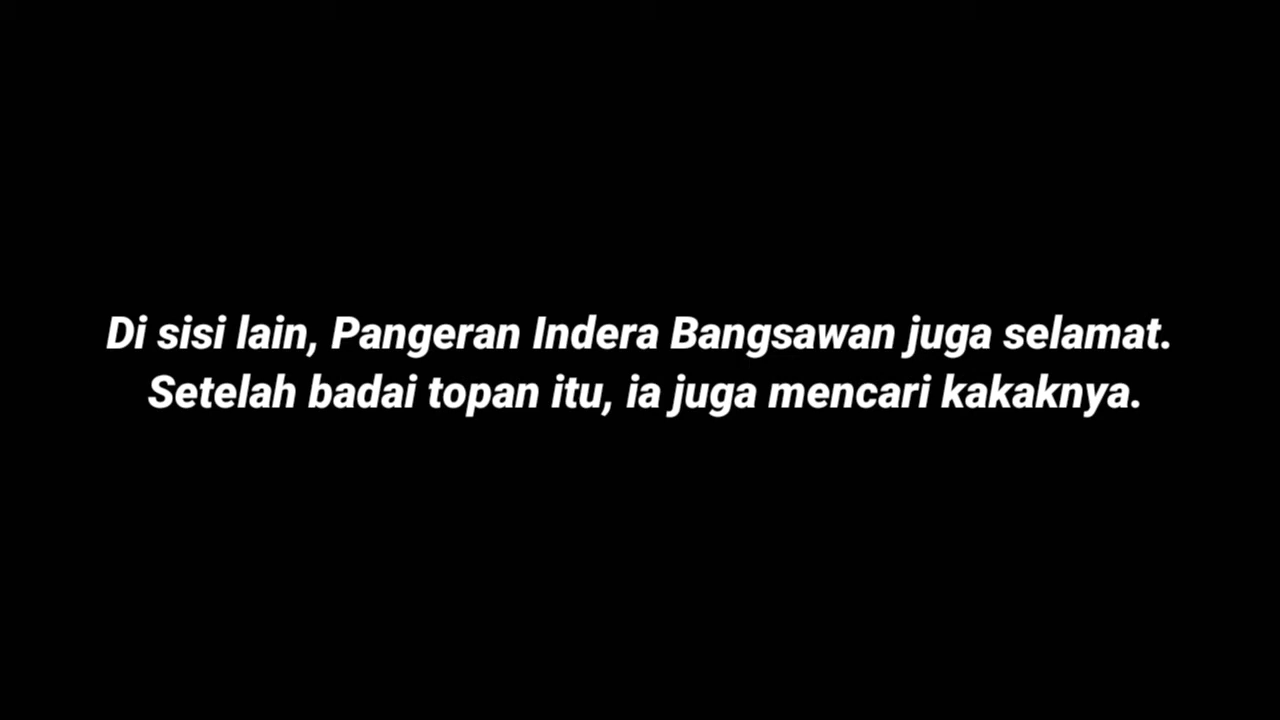 Di sisi lain, Pangeran Indera Bangsawan juga selamat.
Setelah badai topan itu, ia juga mencari kakaknya.